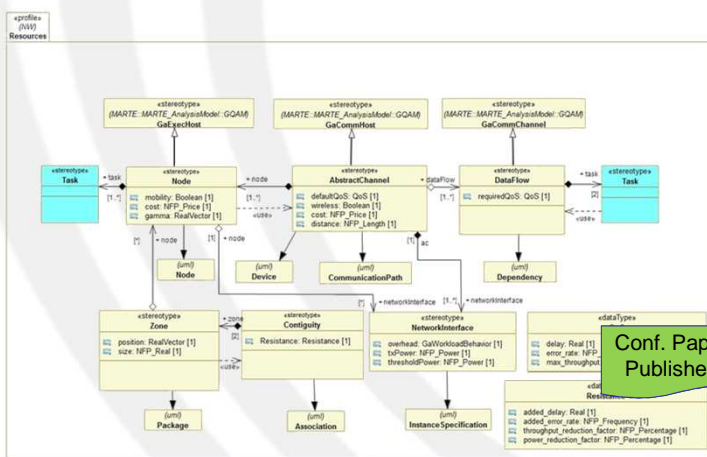 «profile»
(NW)
Resources
«stereotype»
(MARTE::MARTE_AnalysisModel::GQAM)
GaExecHost
«stereotype»
(MARTE::MARTE_AnalysisModel::GQAM)
GaCommHost
«stereotype»
(MARTE::MARTE_AnalysisModel::GQAM)
GaCommChannel
«stereotype»
Task
+ task
[1..*]
«stereotype»
Node
mobility: Boolean [1]
cost: NFP_Price [1]
gamma: RealVector [1]
+ node
[1..*]
«use»
«stereotype»
AbstractChannel
defaultQoS: QoS [1]
wireless: Boolean [1]
cost: NFP_Price [1]
distance: NFP_Length [1]
+ dataFlow
[1..*]
«stereotype»
DataFlow
requiredQoS: QoS [1]
+ task
[2]
«use»
«stereotype»
Task
[*]
+ node
[1]
+ node
[1]
ac
(uml)
Node
(uml)
Device
(uml)
CommunicationPath
(uml)
Dependency
[*]
+ networkInterface
[1..*]
+ networkInterface
«stereotype»
Zone
position: RealVector [1]
size: NFP_Real [1]
+ zone
[2]
«use»
«stereotype»
Contiguity
Resistance: Resistance [1]
«stereotype»
NetworkInterface
overhead: GaWorkloadBehavior [1]
txPower: NFP_Power [1]
thresholdPower: NFP_Power [1]
«dataType»
delay: Real [1]
error_rate: NFP_
max_throughput
Conf. Pap
Publishe
(uml)
Package
(uml)
Association
(uml)
InstanceSpecification
«dat
Resistance
added_delay: Real [1]
added_error_rate: NFP_Frequency [1]
throughput_reduction_factor: NFP_Percentage [1]
power_reduction_factor: NFP_Percentage [1]